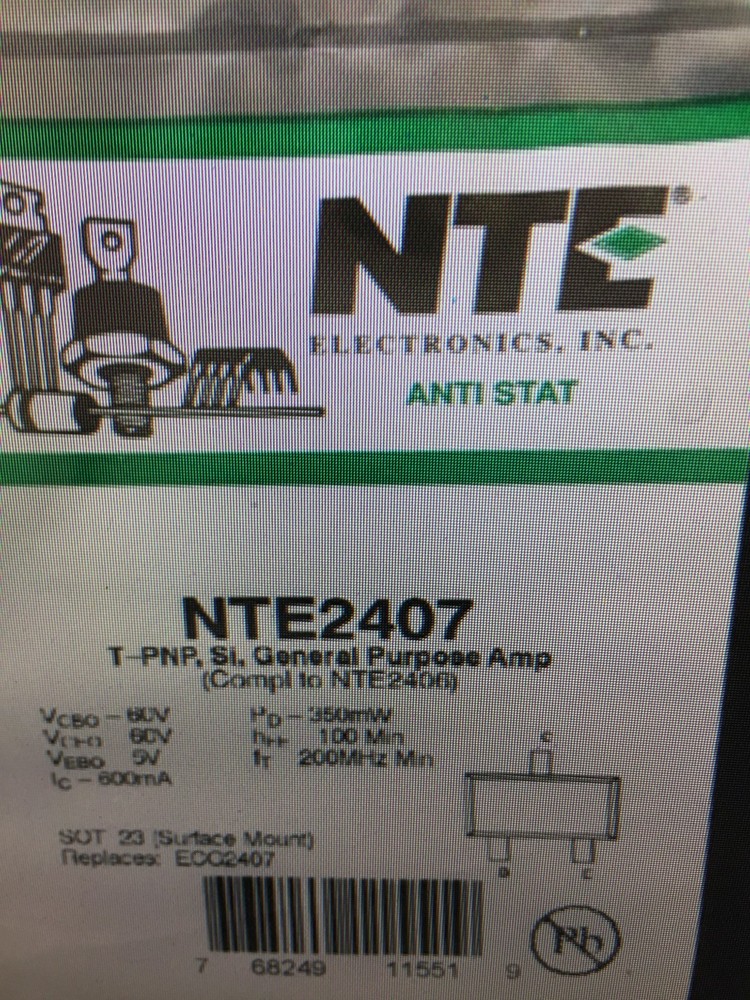 NTE®
ELECTRONICS, INC.
ANTI STAT
NTE2407
T-PNP, Si, General Purpose Amp
(Compl to NTE2406)
VCBO – 60V PD – 350mW
VCEO 60V hFE 100 Min
VEBO 5V fT 200MHz Min
IC – 600mA
C
SOT 23 (Surface Mount)
Replaces: ECG2407
7 68249 11551 9
Pb